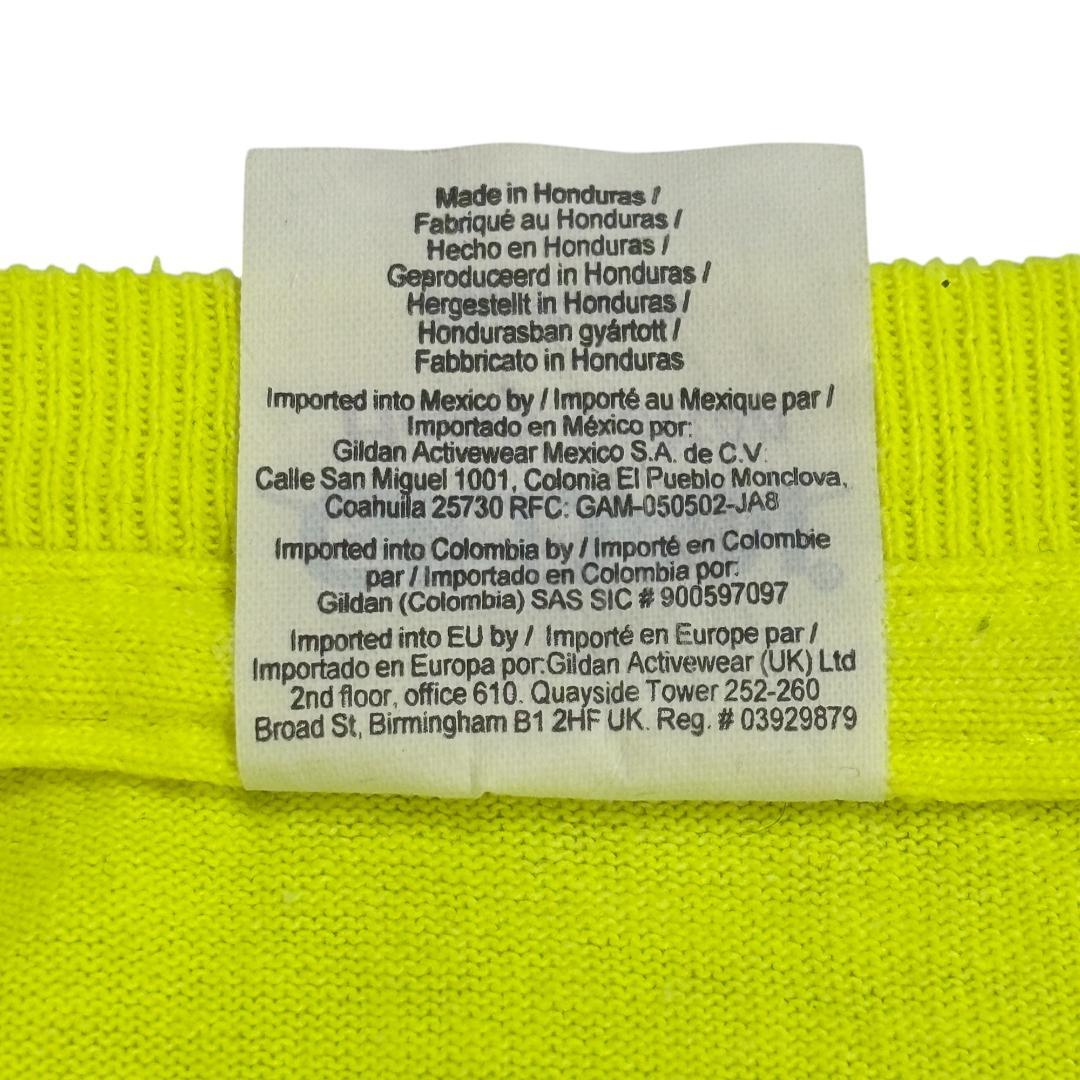 Made in Honduras /
Fabriqué au Honduras /
Hecho en Honduras /
Geproduceerd in Honduras /
Hergestellt in Honduras /
Hondurasban gyártott /
Fabbricato in Honduras
Imported into Mexico by / Importé au Mexique par /
Importado en México por:
Gildan Activewear Mexico S.A. de C.V.
Calle San Miguel 1001, Colonia El Pueblo Monclova,
Coahuila 25730 RFC: GAM-050502-JA8
Imported into Colombia by / Importé en Colombie
par / Importado en Colombia por:
Gildan (Colombia) SAS SIC # 900597097
Imported into EU by / Importé en Europe par /
Importado en Europa por:Gildan Activewear (UK) Ltd
2nd floor, office 610. Quayside Tower 252-260
Broad St, Birmingham B1 2HF UK. Reg. # 03929879